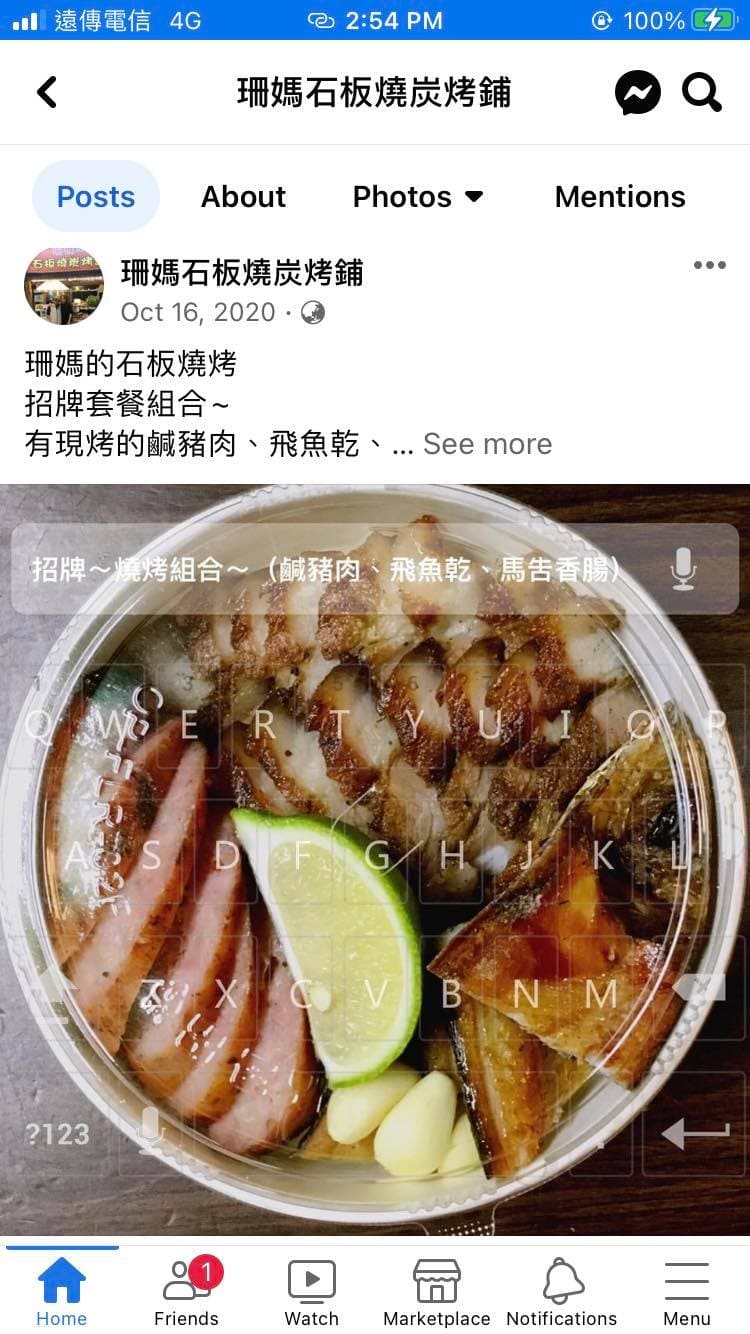 遠傳電信 4G 2:54 PM 100%
珊媽石板燒炭烤鋪
Posts About Photos Mentions
珊媽石板燒炭烤鋪
Oct 16, 2020
珊媽的石板燒烤
招牌套餐組合~
有現烤的鹹豬肉、飛魚乾、... See more
招牌～燒烤組合～（鹹豬肉、飛魚乾、馬告香腸）
Q W E R T Y U I O P
A S D F G H J K L
Z X C V B N M
?123
1
Home Friends Watch Marketplace Notifications Menu